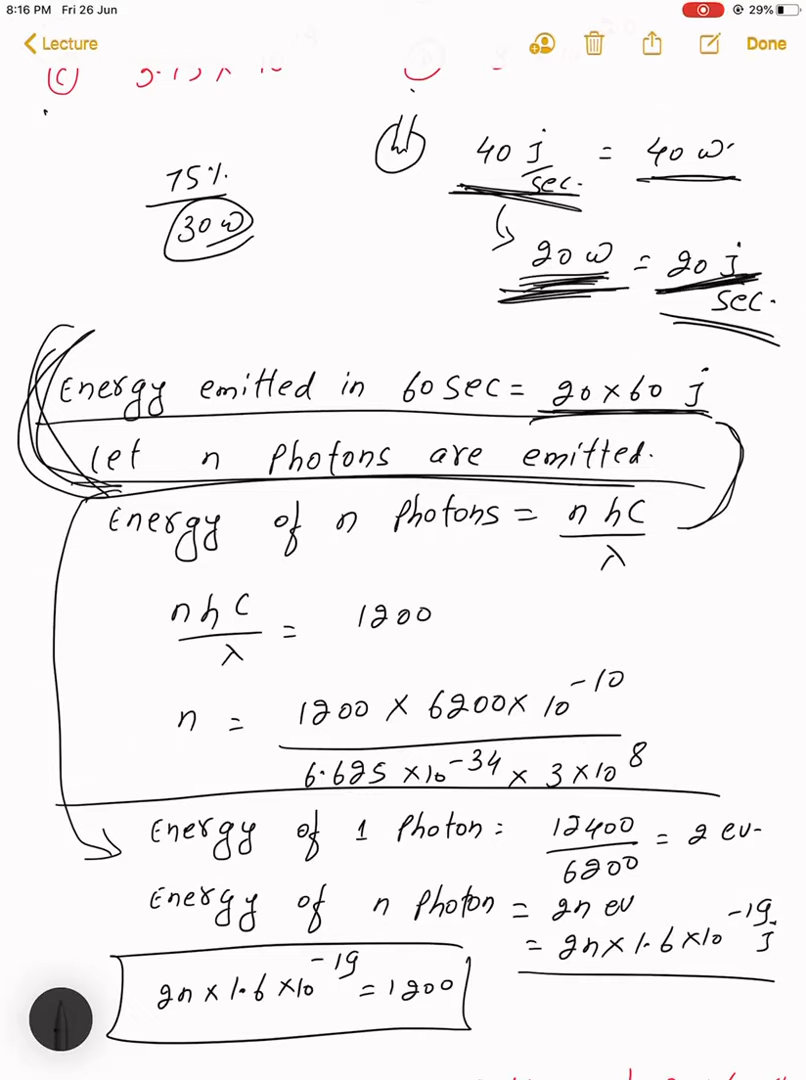 8:16 PM Fri 26 Jun 29%
Lecture Done
(c)
75%
30 w
40 J/sec. = 40 w
20 w = 20 J/sec.
Energy emitted in 60 sec = 20 × 60 J
Let n Photons are emitted.
Energy of n Photons = nhC/λ
nhC/λ = 1200
n = 1200 × 6200 × 10^-10 / 6.625 × 10^-34 × 3 × 10^8
Energy of 1 Photon = 12400/6200 = 2 ev
Energy of n Photon = 2n ev
= 2n × 1.6 × 10^-19 J
2n × 1.6 × 10^-19 = 1200